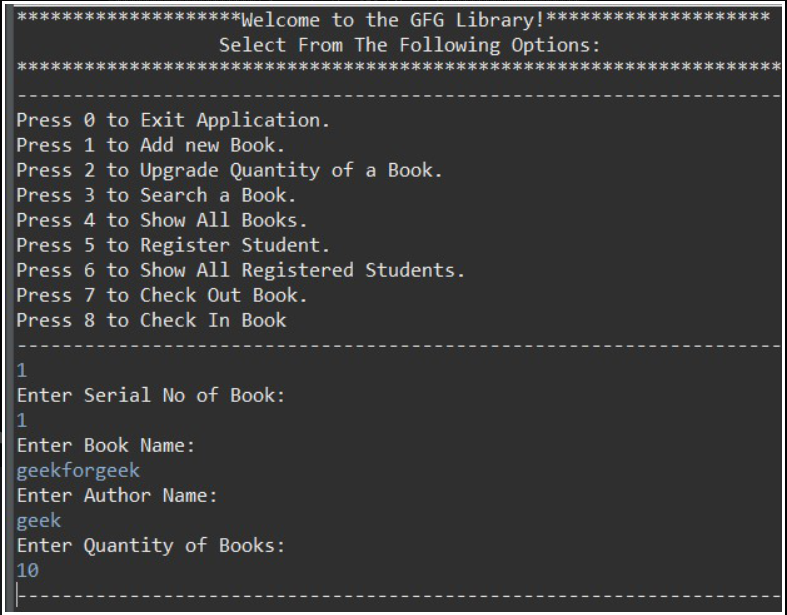 ********************Welcome to the GFG Library!********************
Select From The Following Options:
********************************************************************
--------------------------------------------------------------------
Press 0 to Exit Application.
Press 1 to Add new Book.
Press 2 to Upgrade Quantity of a Book.
Press 3 to Search a Book.
Press 4 to Show All Books.
Press 5 to Register Student.
Press 6 to Show All Registered Students.
Press 7 to Check Out Book.
Press 8 to Check In Book
--------------------------------------------------------------------
1
Enter Serial No of Book:
1
Enter Book Name:
geekforgeek
Enter Author Name:
geek
Enter Quantity of Books:
10
--------------------------------------------------------------------